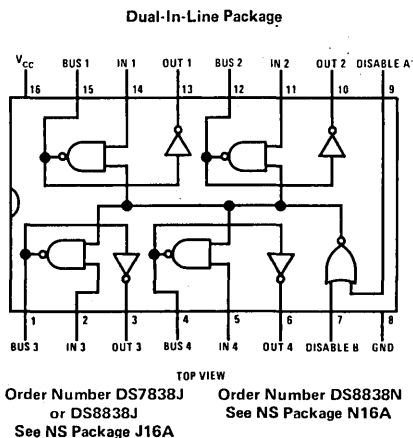 Dual-In-Line Package
VCC BUS 1 IN 1 OUT 1 BUS 2 IN 2 OUT 2 DISABLE A
16 15 14 13 12 11 10 9
1 2 3 4 5 6 7 8
BUS 3 IN 3 OUT 3 BUS 4 IN 4 OUT 4 DISABLE B GND
TOP VIEW
Order Number DS7838J
or DS8838J
See NS Package J16A
Order Number DS8838N
See NS Package N16A